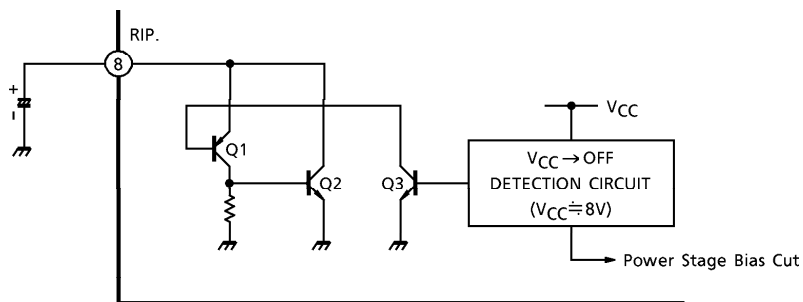 RIP.
8
+
-
Q1
Q2
Q3
VCC
VCC→OFF
DETECTION CIRCUIT
(VCC≒8V)
Power Stage Bias Cut